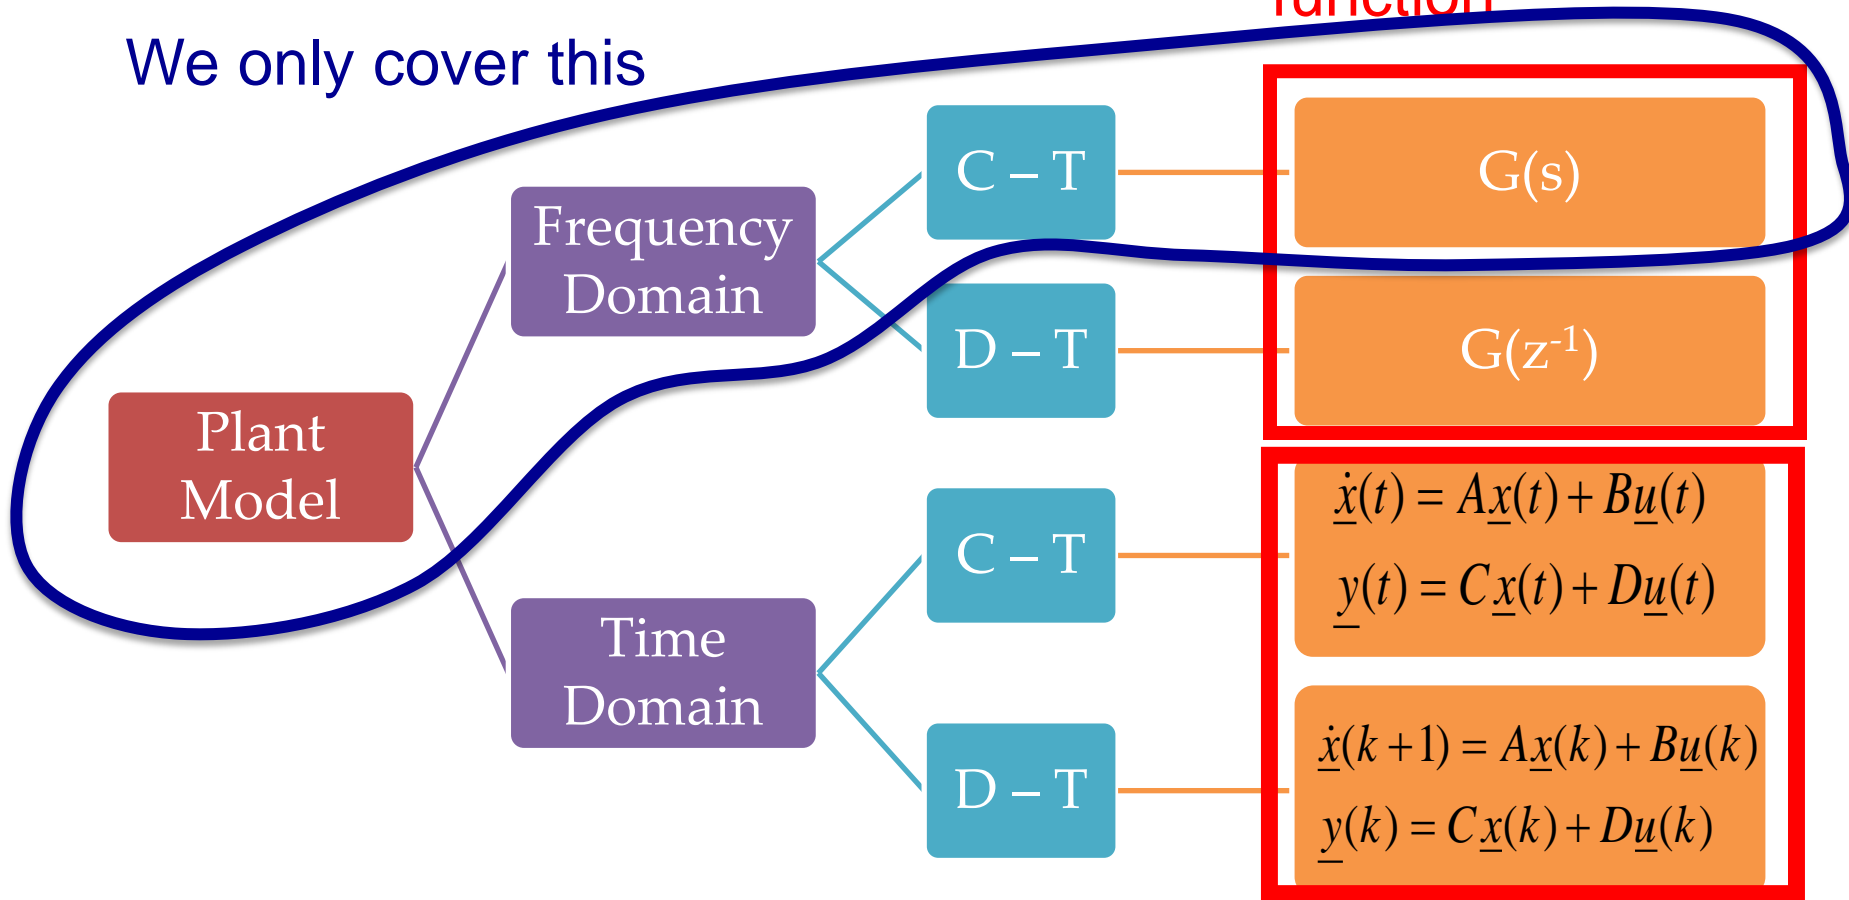 function
We only cover this
C – T
G(s)
Frequency
Domain
D – T
G(z⁻¹)
Plant
Model
C – T
ẋ(t) = Ax(t) + Bu(t)
y(t) = Cx(t) + Du(t)
Time
Domain
D – T
ẋ(k+1) = Ax(k) + Bu(k)
y(k) = Cx(k) + Du(k)